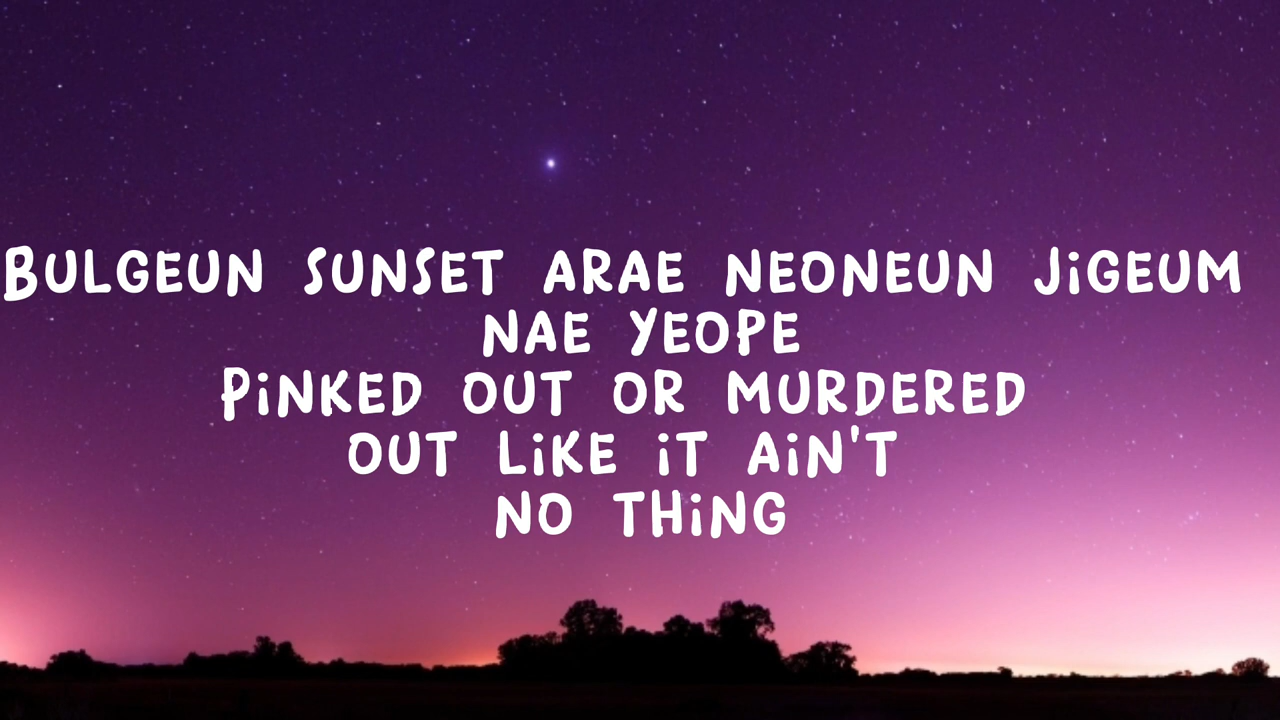 BULGEUN SUNSET ARAE NEONEUN JiGEUM
NAE YEOPE
PiNKED OUT OR MURDERED
OUT LiKE iT AiN'T
NO THiNG